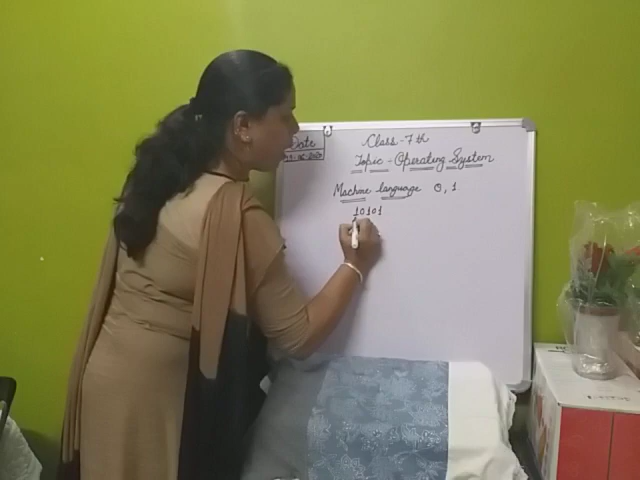 Date
Class-7th
Topic - Operating System
Machine language 0, 1
10101